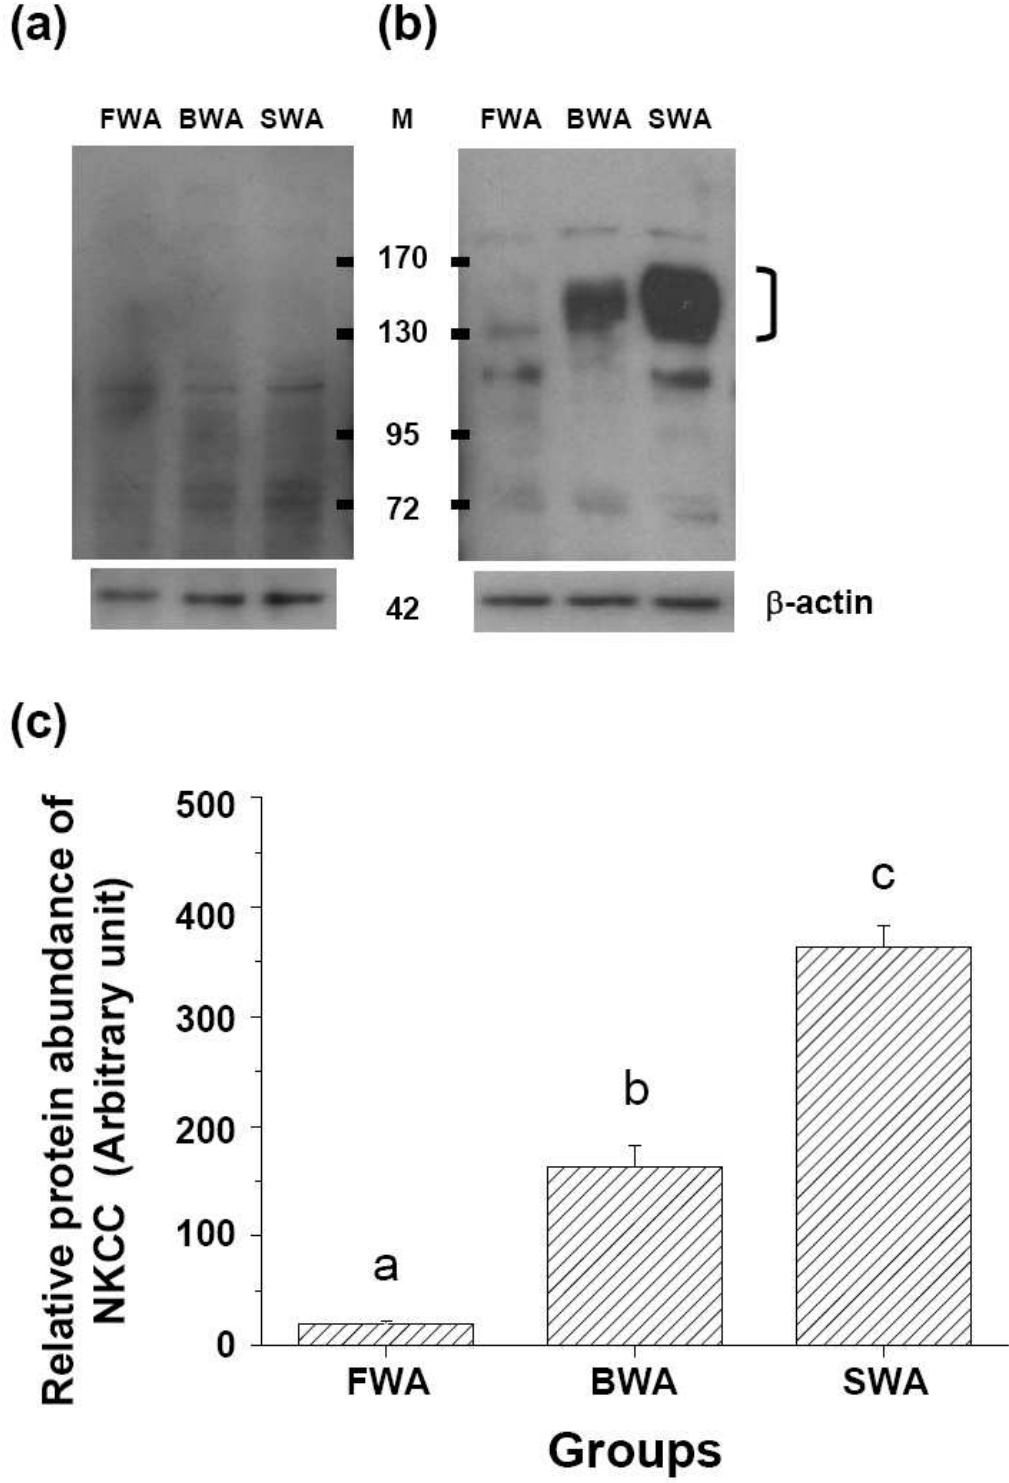 (a) (b)
FWA BWA SWA M FWA BWA SWA
170
130
95
72
42
β-actin
(c)
Relative protein abundance of
NKCC (Arbitrary unit)
500
400
300
200
100
0
c
b
a
FWA BWA SWA
Groups